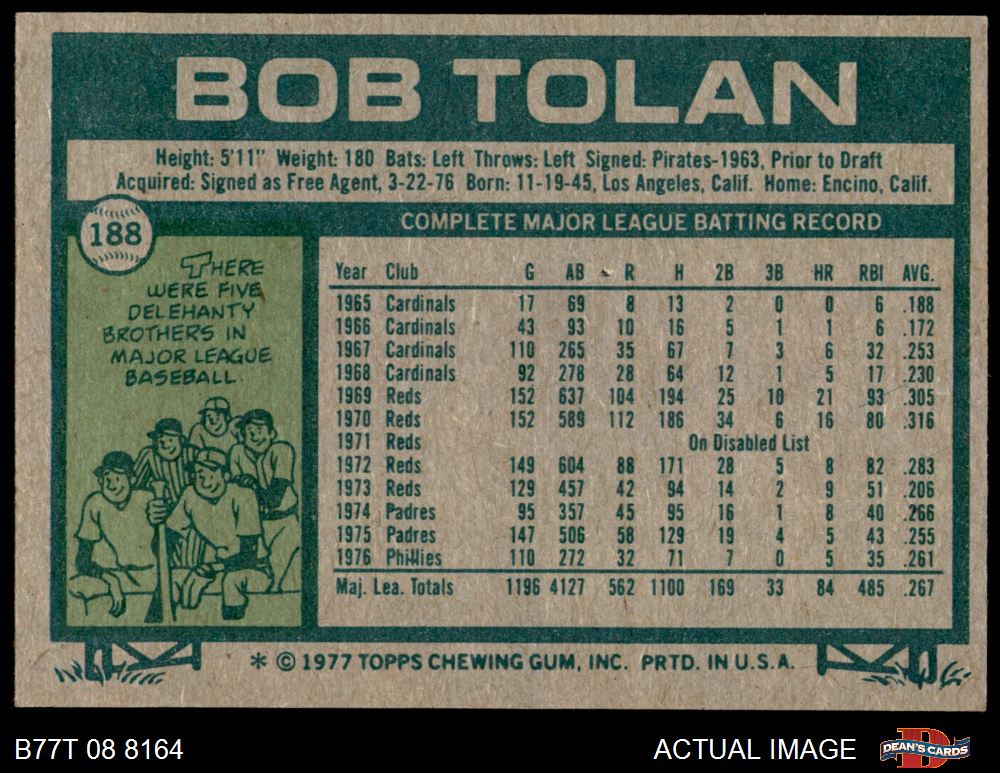 BOB TOLAN
Height: 5'11" Weight: 180 Bats: Left Throws: Left Signed: Pirates-1963, Prior to Draft
Acquired: Signed as Free Agent, 3-22-76 Born: 11-19-45, Los Angeles, Calif. Home: Encino, Calif.
188
THERE
WERE FIVE
DELEHANTY
BROTHERS IN
MAJOR LEAGUE
BASEBALL.
COMPLETE MAJOR LEAGUE BATTING RECORD
Year Club G AB R H 2B 3B HR RBI AVG.
1965 Cardinals 17 69 8 13 2 0 0 6 .188
1966 Cardinals 43 93 10 16 5 1 1 6 .172
1967 Cardinals 110 265 35 67 7 3 6 32 .253
1968 Cardinals 92 278 28 64 12 1 5 17 .230
1969 Reds 152 637 104 194 25 10 21 93 .305
1970 Reds 152 589 112 186 34 6 16 80 .316
1971 Reds On Disabled List
1972 Reds 149 604 88 171 28 5 8 82 .283
1973 Reds 129 457 42 94 14 2 9 51 .206
1974 Padres 95 357 45 95 16 1 8 40 .266
1975 Padres 147 506 58 129 19 4 5 43 .255
1976 Phillies 110 272 32 71 7 0 5 35 .261
Maj. Lea. Totals 1196 4127 562 1100 169 33 84 485 .267
* © 1977 TOPPS CHEWING GUM, INC. PRTD. IN U.S.A.
B77T 08 8164
ACTUAL IMAGE
DEAN'S CARDS